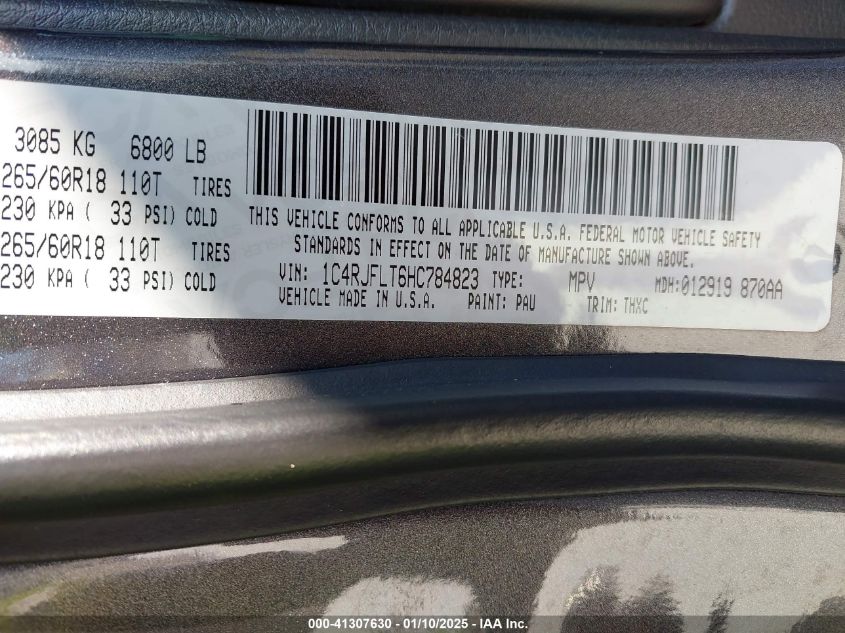 3085 KG 6800 LB
265/60R18 110T TIRES
230 KPA ( 33 PSI) COLD
265/60R18 110T TIRES
230 KPA ( 33 PSI) COLD
THIS VEHICLE CONFORMS TO ALL APPLICABLE U.S.A. FEDERAL MOTOR VEHICLE SAFETY
STANDARDS IN EFFECT ON THE DATE OF MANUFACTURE SHOWN ABOVE.
VIN: 1C4RJFLT6HC784823 TYPE: MPV MDH:012919 870AA
VEHICLE MADE IN U.S.A. PAINT: PAU TRIM: THXC
000-41307630 — 01/10/2025 — IAA Inc.